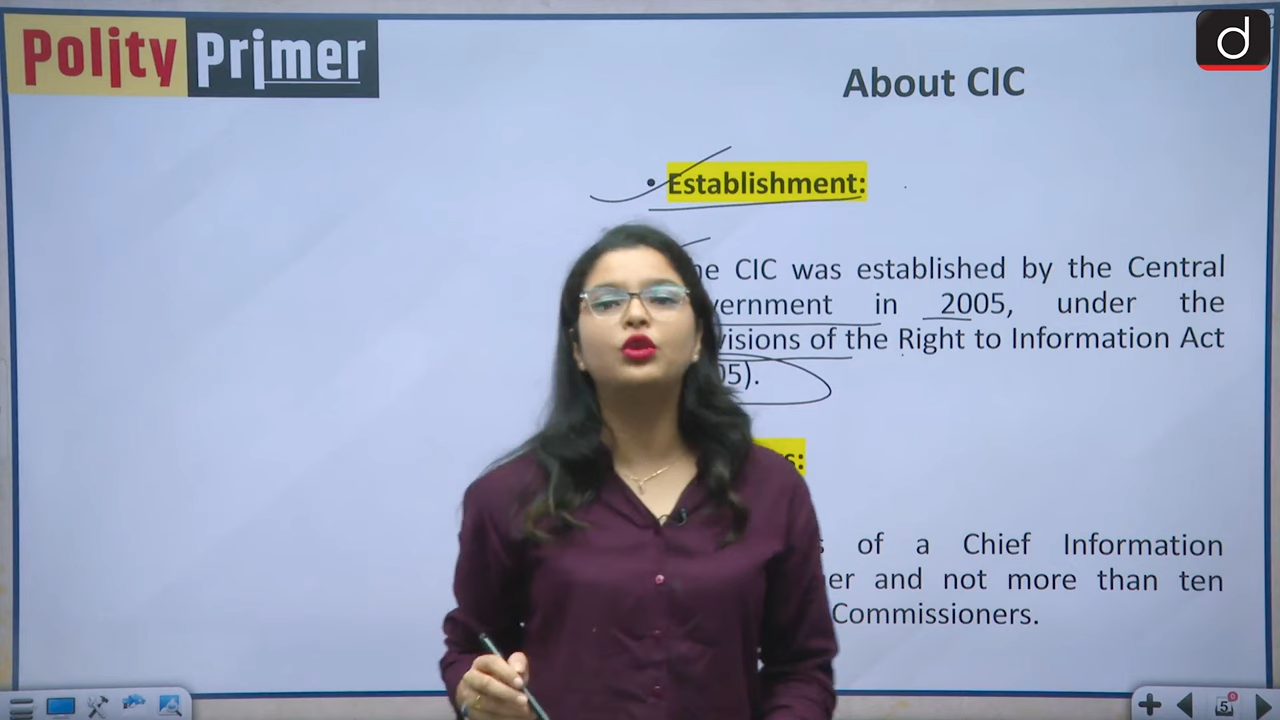 Polity Primer
d
About CIC
• Establishment:
he CIC was established by the Central
vernment in 2005, under the
visions of the Right to Information Act
05).
s:
s of a Chief Information
er and not more than ten
Commissioners.
5